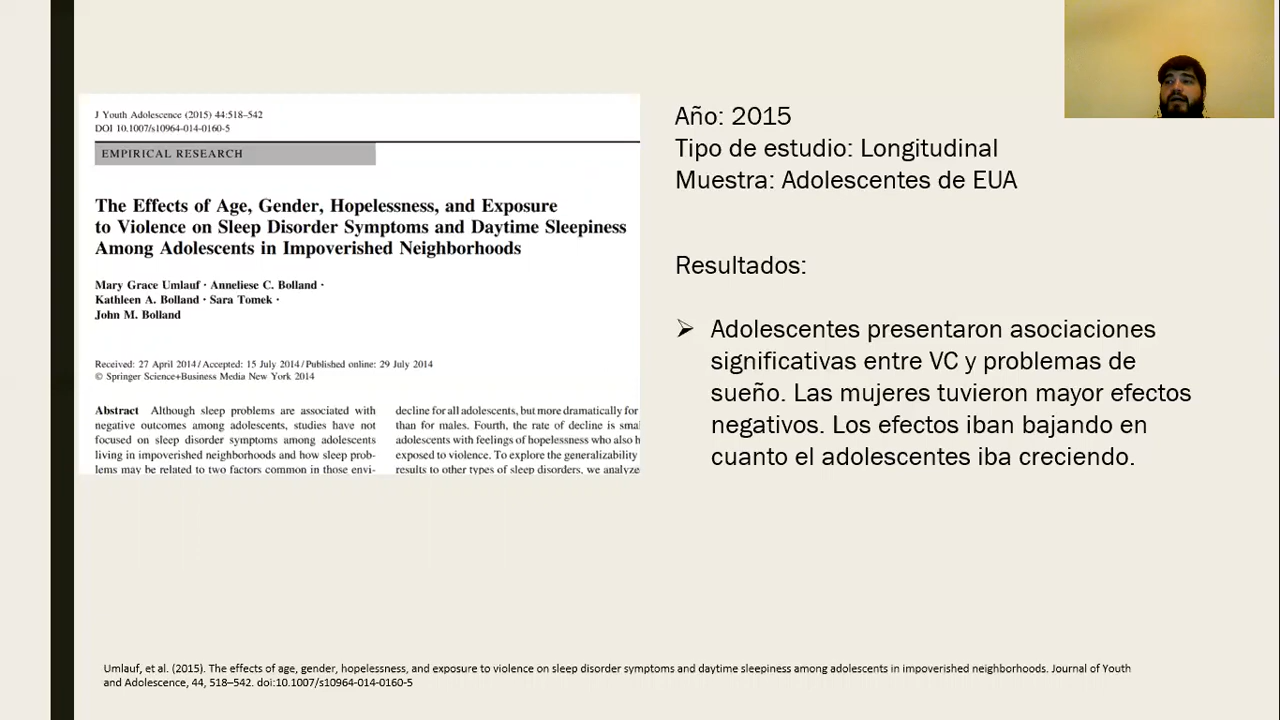 J Youth Adolescence (2015) 44:518–542
DOI 10.1007/s10964-014-0160-5
EMPIRICAL RESEARCH
The Effects of Age, Gender, Hopelessness, and Exposure
to Violence on Sleep Disorder Symptoms and Daytime Sleepiness
Among Adolescents in Impoverished Neighborhoods
Mary Grace Umlauf · Anneliese C. Bolland ·
Kathleen A. Bolland · Sara Tomek ·
John M. Bolland
Received: 27 April 2014 / Accepted: 15 July 2014 / Published online: 29 July 2014
© Springer Science+Business Media New York 2014
Abstract Although sleep problems are associated with
negative outcomes among adolescents, studies have not
focused on sleep disorder symptoms among adolescents
living in impoverished neighborhoods and how sleep prob-
lems may be related to two factors common in those envi-
decline for all adolescents, but more dramatically for
than for males. Fourth, the rate of decline is smal
adolescents with feelings of hopelessness who also h
exposed to violence. To explore the generalizability
results to other types of sleep disorders, we analyze
Año: 2015
Tipo de estudio: Longitudinal
Muestra: Adolescentes de EUA
Resultados:
➢ Adolescentes presentaron asociaciones
significativas entre VC y problemas de
sueño. Las mujeres tuvieron mayor efectos
negativos. Los efectos iban bajando en
cuanto el adolescentes iba creciendo.
Umlauf, et al. (2015). The effects of age, gender, hopelessness, and exposure to violence on sleep disorder symptoms and daytime sleepiness among adolescents in impoverished neighborhoods. Journal of Youth
and Adolescence, 44, 518–542. doi:10.1007/s10964-014-0160-5